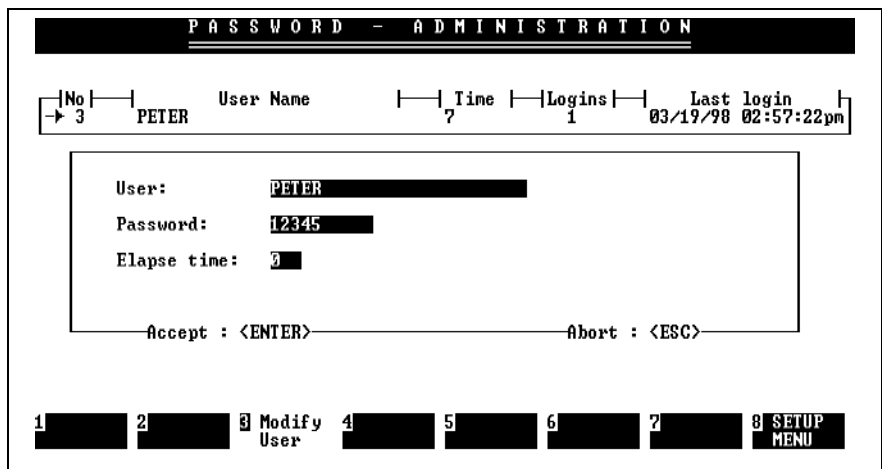 PASSWORD - ADMINISTRATION
No User Name Time Logins Last login
3 PETER 7 1 03/19/98 02:57:22pm
User: PETER
Password: 12345
Elapse time: 0
Accept : <ENTER> Abort : <ESC>
1 2 3 Modify 4 5 6 7 8 SETUP
User MENU